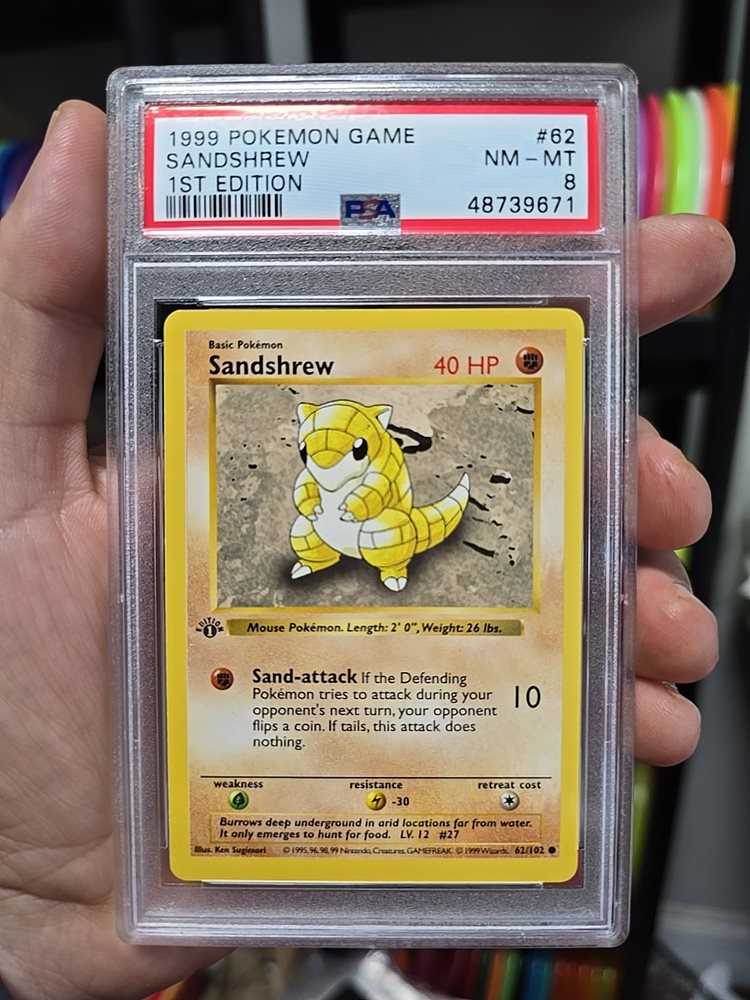 1999 POKEMON GAME #62
SANDSHREW NM - MT
1ST EDITION 8
PSA 48739671
Basic Pokémon
Sandshrew 40 HP
EDITION 1
Mouse Pokémon. Length: 2' 0", Weight: 26 lbs.
Sand-attack If the Defending
Pokémon tries to attack during your
opponent's next turn, your opponent
flips a coin. If tails, this attack does
nothing.
10
weakness resistance retreat cost
-30
Burrows deep underground in arid locations far from water.
It only emerges to hunt for food. LV. 12 #27
Illus. Ken Sugimori © 1995, 96, 98, 99 Nintendo, Creatures, GAMEFREAK. © 1999 Wizards. 62/102